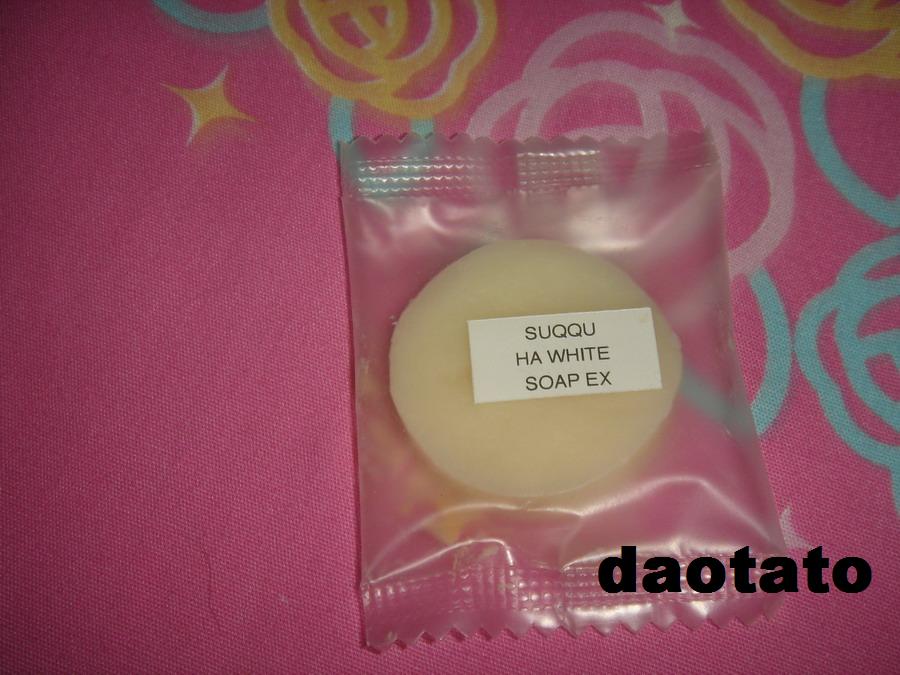 SUQQU
HA WHITE
SOAP EX
daotato